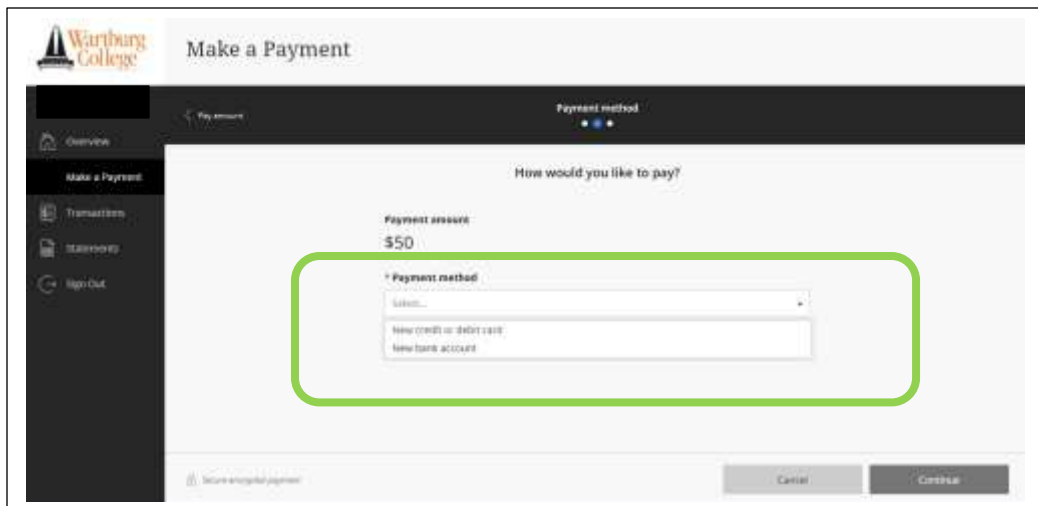 Wartburg
College
Make a Payment
Pay amount
Payment method
Overview
Make a Payment
Transactions
Statements
Sign Out
How would you like to pay?
Payment amount
$50
* Payment method
Select...
New credit or debit card
New bank account
Secure encrypted payment
Cancel
Continue